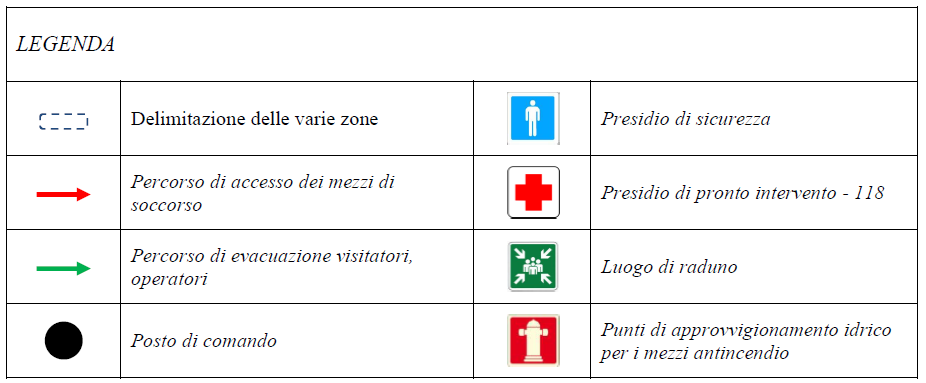 LEGENDA
Delimitazione delle varie zone
Presidio di sicurezza
Percorso di accesso dei mezzi di
soccorso
Presidio di pronto intervento - 118
Percorso di evacuazione visitatori,
operatori
Luogo di raduno
Posto di comando
Punti di approvvigionamento idrico
per i mezzi antincendio